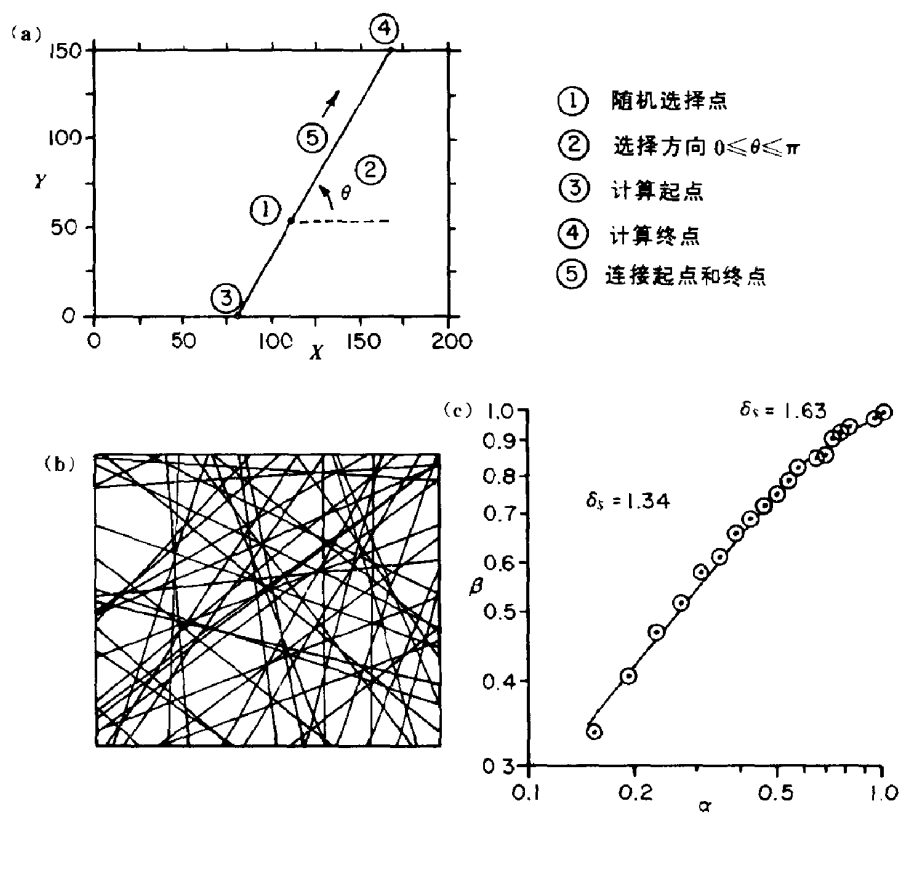 (a)
④
150
100
Y
50
0
⑤
②
θ
①
③
0 50 100 150 200
X
① 随机选择点
② 选择方向 0≤θ≤π
③ 计算起点
④ 计算终点
⑤ 连接起点和终点
(b)
(c)
1.0
0.9
0.8
0.7
0.6
β
0.5
0.4
0.3
δs = 1.63
δs = 1.34
0.1 0.2 0.5 1.0
α